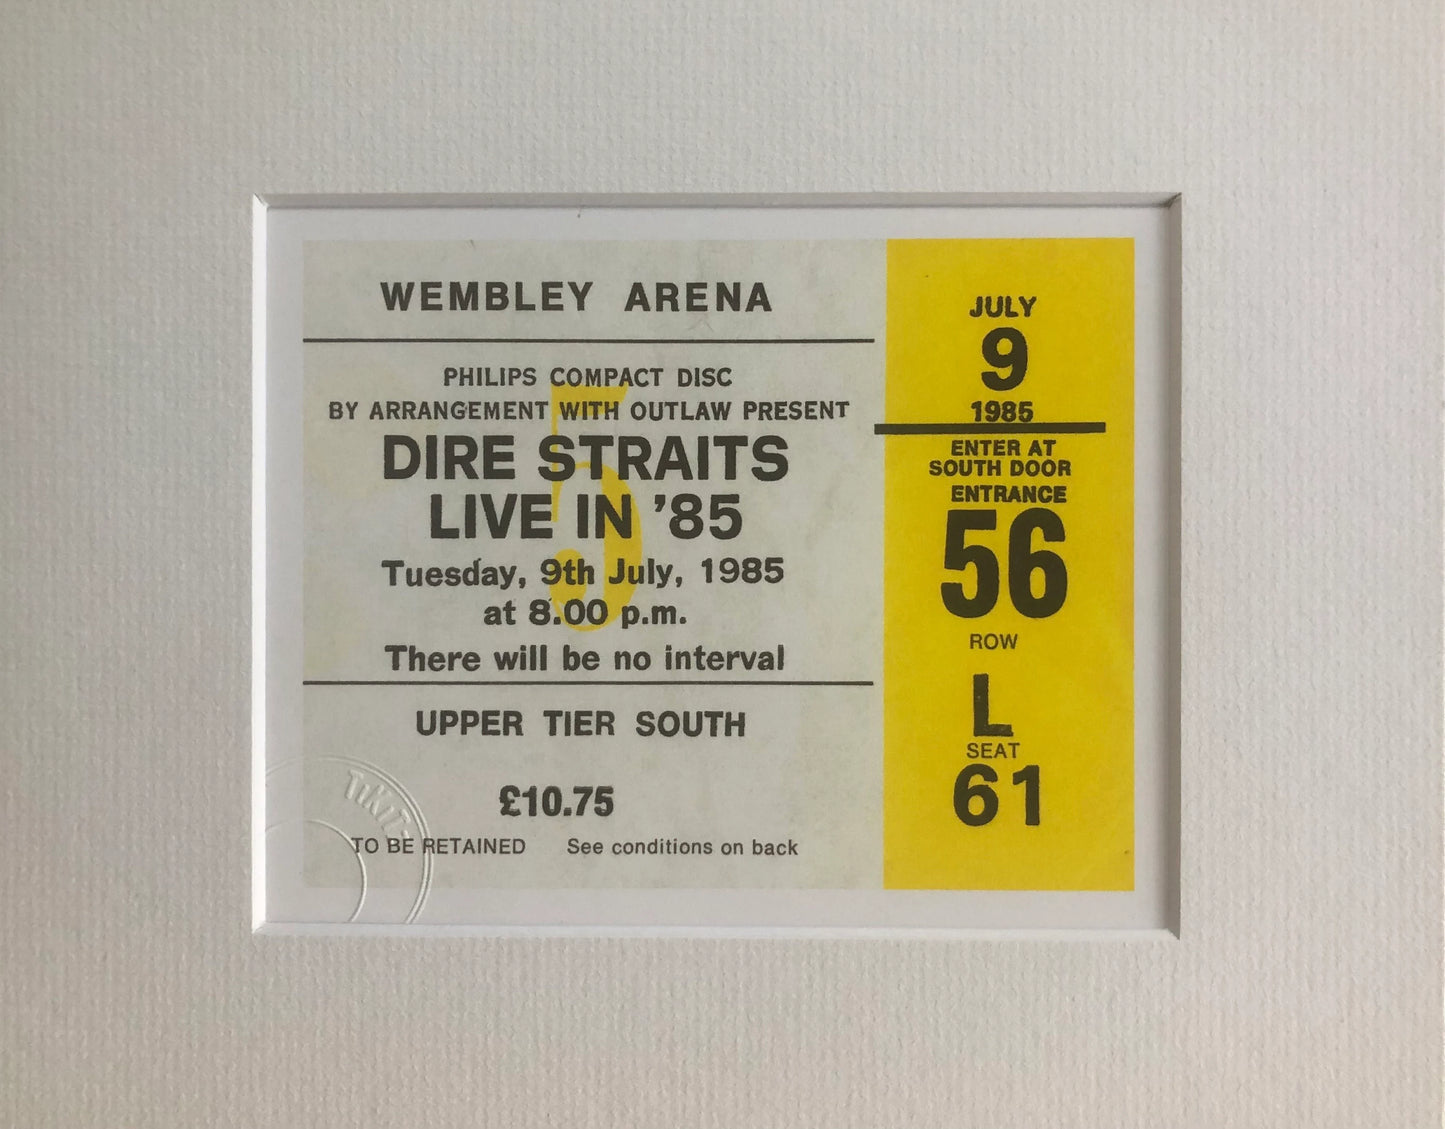 WEMBLEY ARENA
PHILIPS COMPACT DISC
BY ARRANGEMENT WITH OUTLAW PRESENT
DIRE STRAITS
LIVE IN '85
5
Tuesday, 9th July, 1985
at 8.00 p.m.
There will be no interval
UPPER TIER SOUTH
£10.75
TO BE RETAINED See conditions on back
JULY
9
1985
ENTER AT
SOUTH DOOR
ENTRANCE
56
ROW
L
SEAT
61